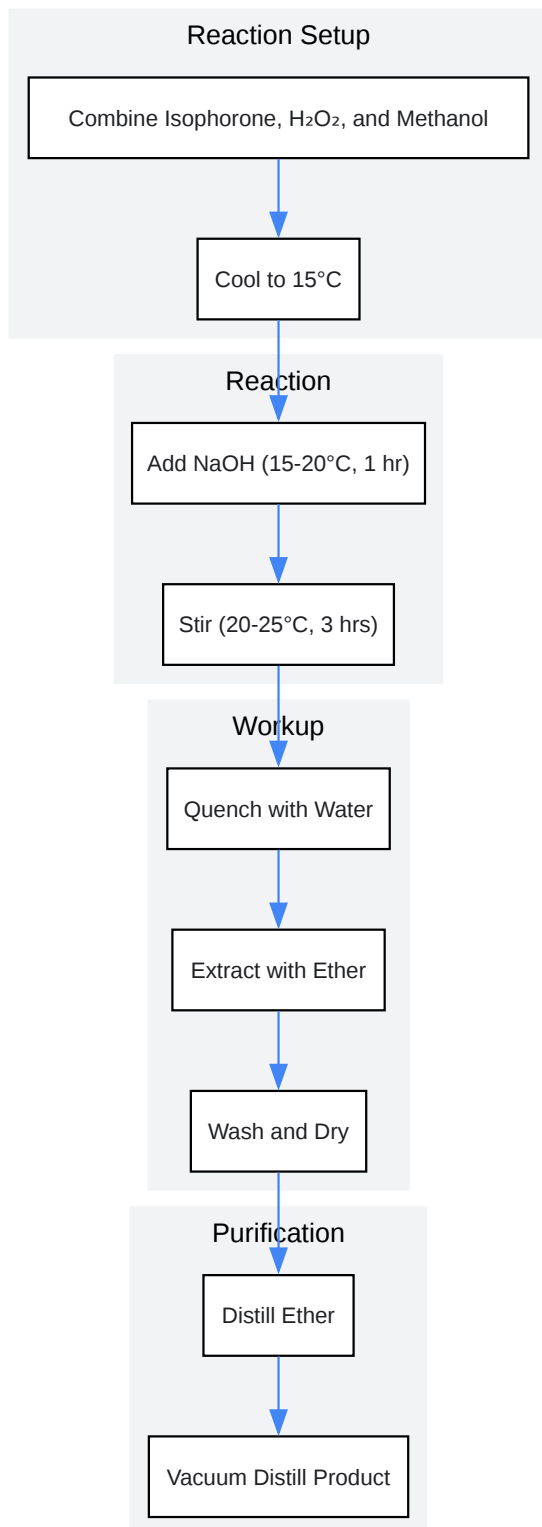 Reaction Setup
Combine Isophorone, H₂O₂, and Methanol
Cool to 15°C
Reaction
Add NaOH (15-20°C, 1 hr)
Stir (20-25°C, 3 hrs)
Workup
Quench with Water
Extract with Ether
Wash and Dry
Purification
Distill Ether
Vacuum Distill Product